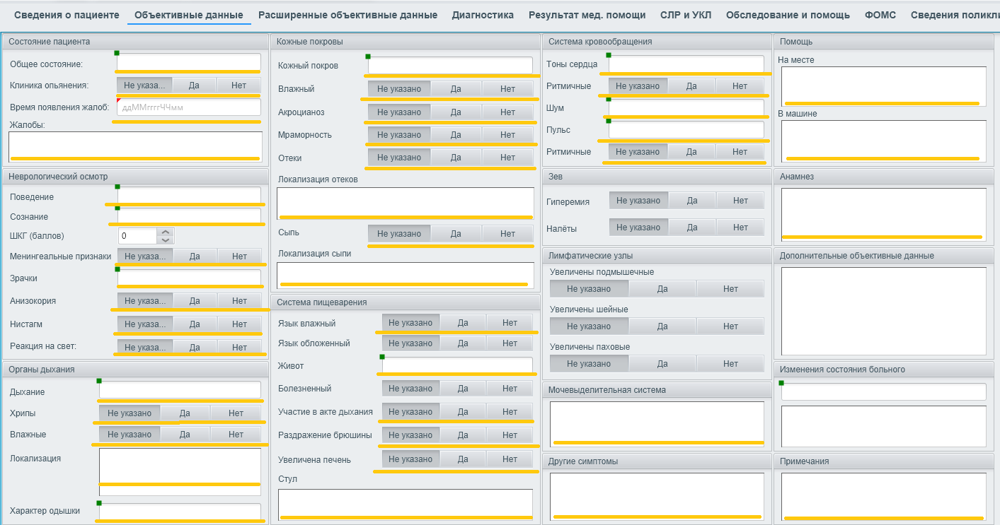 Сведения о пациенте Объективные данные Расширенные объективные данные Диагностика Результат мед. помощи СЛР и УКЛ Обследование и помощь ФОМС Сведения поликли
Состояние пациента
Общее состояние:
Клиника опьянения: Не указа... Да Нет
Время появления жалоб: ддММггггЧЧмм
Жалобы:
Неврологический осмотр
Поведение
Сознание
ШКГ (баллов) 0
Менингеальные признаки Не указа... Да Нет
Зрачки
Анизокория Не указа... Да Нет
Нистагм Не указа... Да Нет
Реакция на свет: Не указа... Да Нет
Органы дыхания
Дыхание
Хрипы Не указано Да Нет
Влажные Не указано Да Нет
Локализация
Характер одышки
Кожные покровы
Кожный покров
Влажный Не указано Да Нет
Акроцианоз Не указано Да Нет
Мраморность Не указано Да Нет
Отеки Не указано Да Нет
Локализация отеков
Сыпь Не указано Да Нет
Локализация сыпи
Система пищеварения
Язык влажный Не указано Да Нет
Язык обложенный Не указано Да Нет
Живот
Болезненный Не указано Да Нет
Участие в акте дыхания Не указано Да Нет
Раздражение брюшины Не указано Да Нет
Увеличена печень Не указано Да Нет
Стул
Система кровообращения
Тоны сердца
Ритмичные Не указано Да Нет
Шум
Пульс
Ритмичные Не указано Да Нет
Зев
Гиперемия Не указано Да Нет
Налёты Не указано Да Нет
Лимфатические узлы
Увеличены подмышечные
Не указано Да Нет
Увеличены шейные
Не указано Да Нет
Увеличены паховые
Не указано Да Нет
Мочевыделительная система
Другие симптомы
Помощь
На месте
В машине
Анамнез
Дополнительные объективные данные
Изменения состояния больного
Примечания